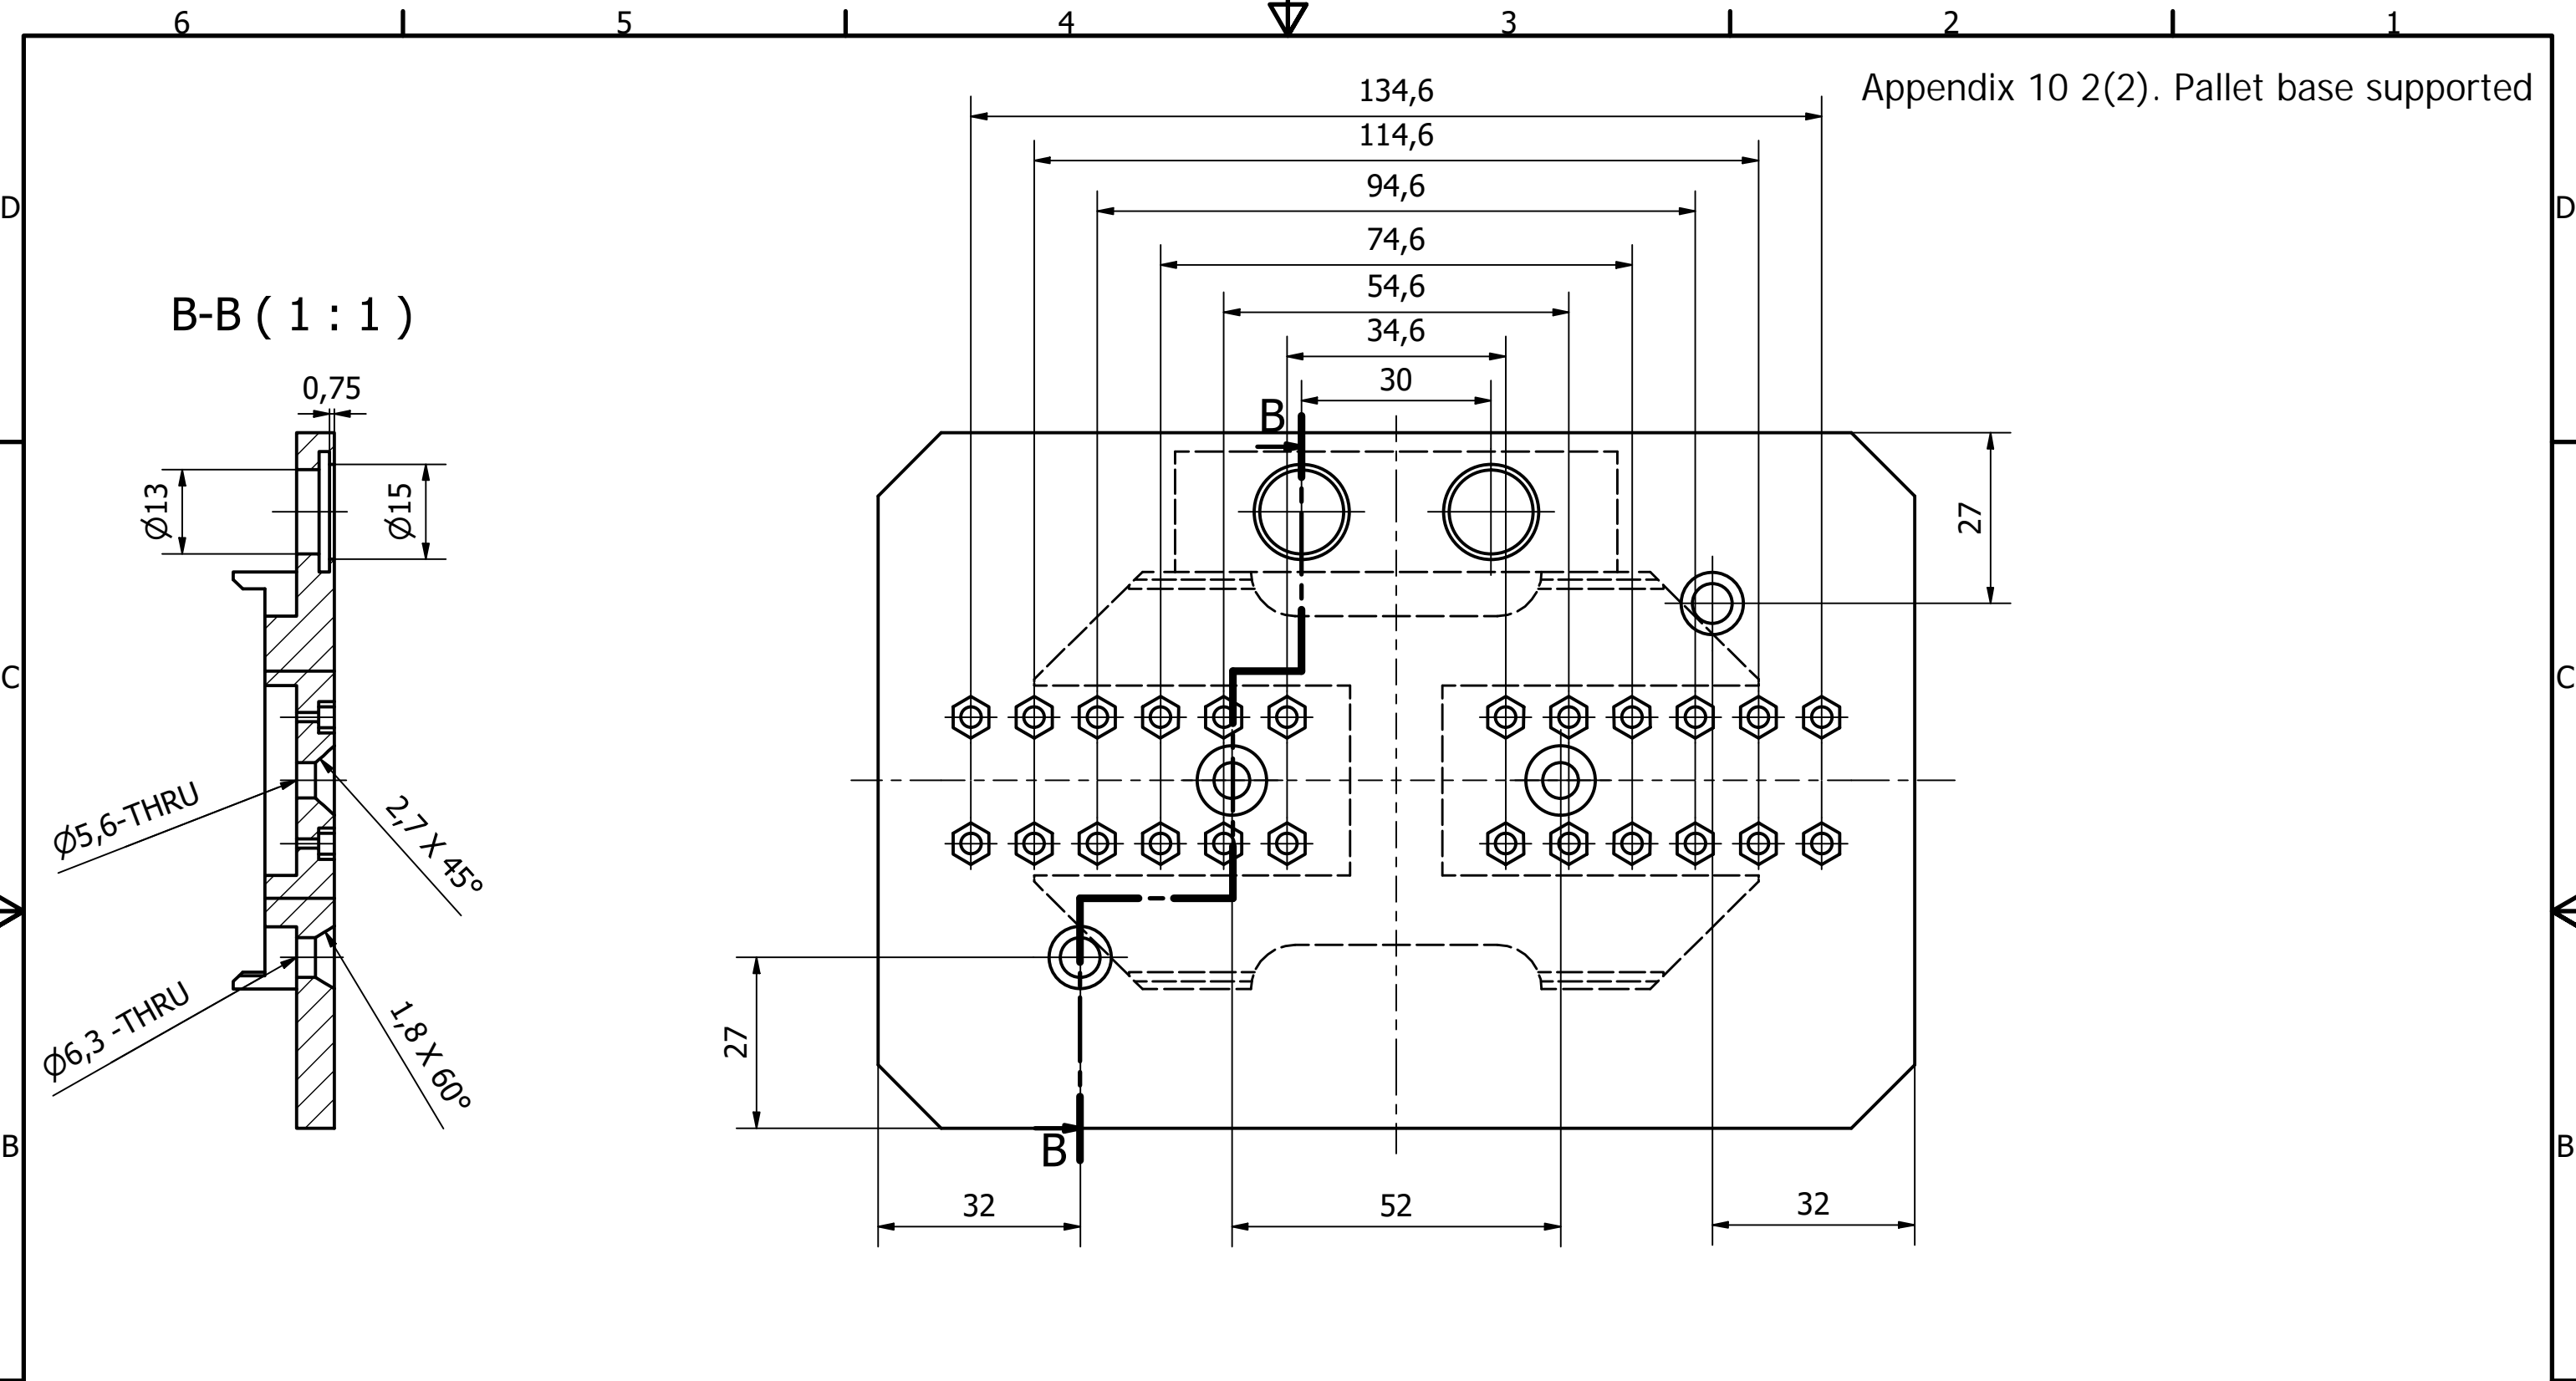 6 5 4 3 2 1
Appendix 10 2(2). Pallet base supported
134,6
114,6
94,6
74,6
54,6
34,6
30
D D
B-B ( 1 : 1 )
0,75
B
Ø13
Ø15
27
C C
Ø5,6-THRU
2,7 X 45°
Ø6,3 -THRU
1,8 X 60°
27
B
B B
32
52
32